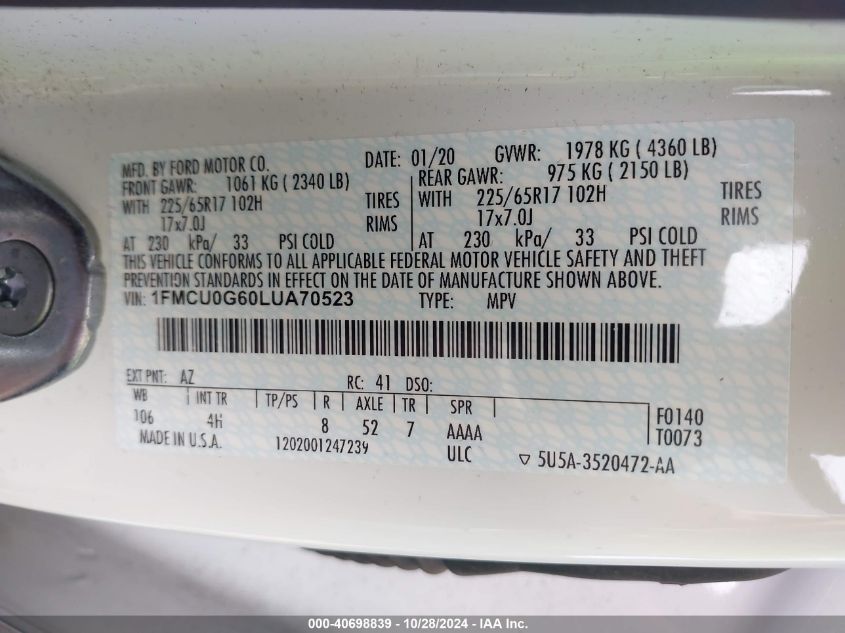 MFD. BY FORD MOTOR CO. DATE: 01/20 GVWR: 1978 KG ( 4360 LB)
FRONT GAWR: 1061 KG ( 2340 LB) REAR GAWR: 975 KG ( 2150 LB)
WITH 225/65R17 102H TIRES WITH 225/65R17 102H TIRES
17x7.0J RIMS 17x7.0J RIMS
AT 230 kPa/ 33 PSI COLD AT 230 kPa/ 33 PSI COLD
THIS VEHICLE CONFORMS TO ALL APPLICABLE FEDERAL MOTOR VEHICLE SAFETY AND THEFT
PREVENTION STANDARDS IN EFFECT ON THE DATE OF MANUFACTURE SHOWN ABOVE.
VIN: 1FMCU0G60LUA70523 TYPE: MPV
EXT PNT: AZ RC: 41 DSO:
WB INT TR TP/PS R AXLE TR SPR F0140
106 4H 8 52 7 AAAA T0073
MADE IN U.S.A. 1202001247239 ULC ▽ 5U5A-3520472-AA
000-40698839 - 10/28/2024 - IAA Inc.